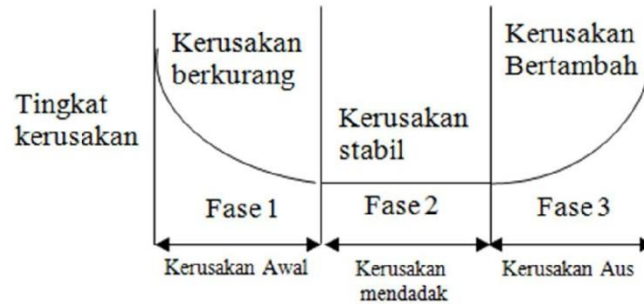 Kerusakan
berkurang
Kerusakan
Bertambah
Tingkat
kerusakan
Kerusakan
stabil
Fase 1
Fase 2
Fase 3
Kerusakan Awal
Kerusakan
mendadak
Kerusakan Aus